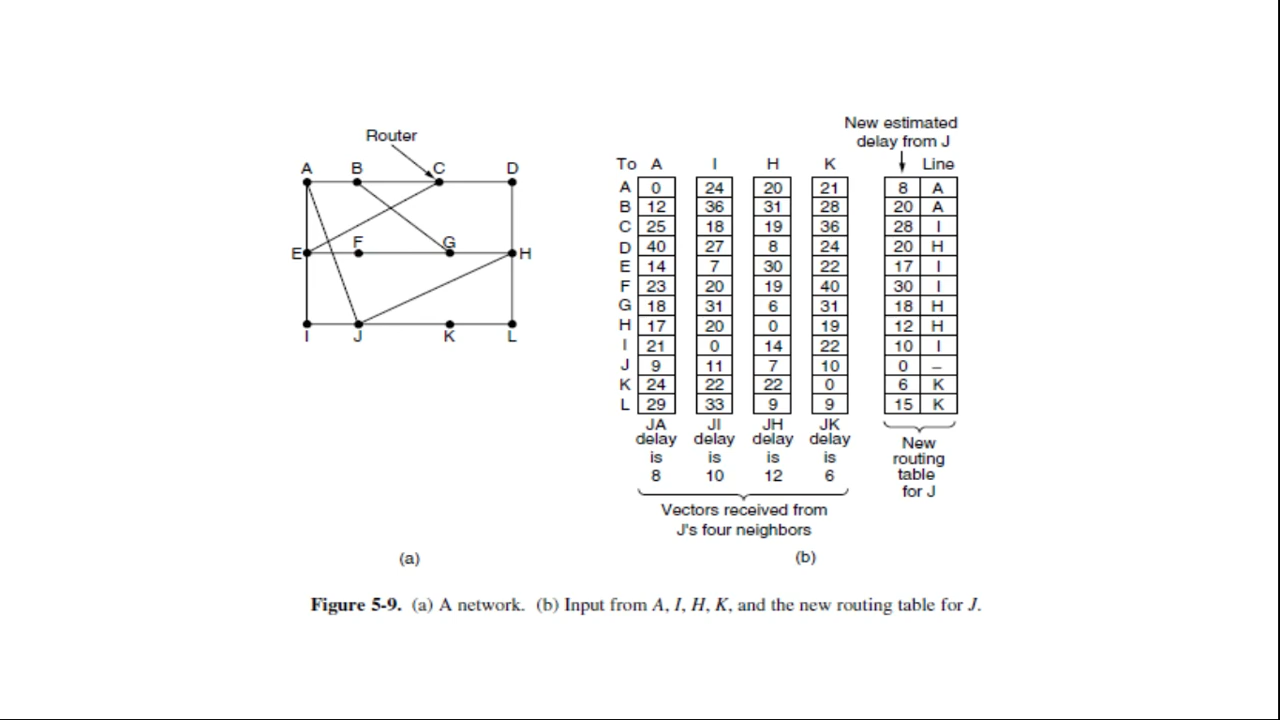 Router
A B C D
E F G H
I J K L
(a)
New estimated
delay from J
To A I H K Line
A 0 24 20 21 8 A
B 12 36 31 28 20 A
C 25 18 19 36 28 I
D 40 27 8 24 20 H
E 14 7 30 22 17 I
F 23 20 19 40 30 I
G 18 31 6 31 18 H
H 17 20 0 19 12 H
I 21 0 14 22 10 I
J 9 11 7 10 0 –
K 24 22 22 0 6 K
L 29 33 9 9 15 K
JA JI JH JK
delay delay delay delay
is is is is
8 10 12 6
New
routing
table
for J
Vectors received from
J's four neighbors
(b)
Figure 5-9. (a) A network. (b) Input from A, I, H, K, and the new routing table for J.